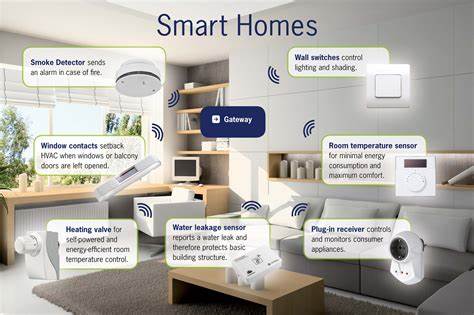 Smart Homes
Smoke Detector sends
an alarm in case of fire.
Wall switches control
lighting and shading.
Gateway
Window contacts setback
HVAC when windows or balcony
doors are left opened.
Room temperature sensor
for minimal energy
consumption and
maximum comfort.
Heating valve for
self-powered and
energy-efficient room
temperature control.
Water leakage sensor
reports a water leak and
therefore protects basic
building structure.
Plug-in receiver controls
and monitors consumer
appliances.